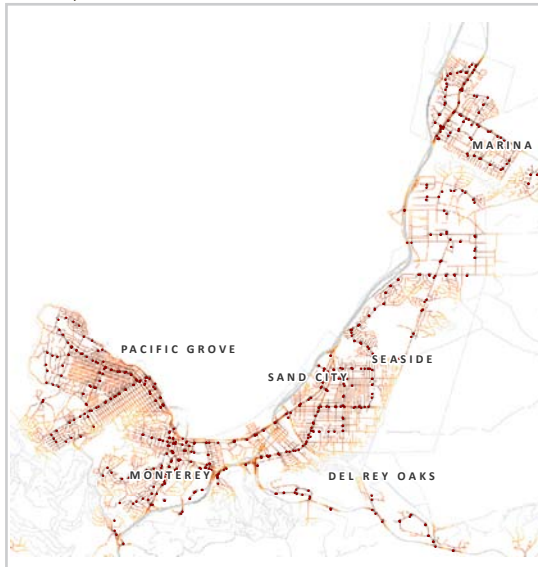 MARINA
PACIFIC GROVE
SEASIDE
SAND CITY
MONTEREY
DEL REY OAKS